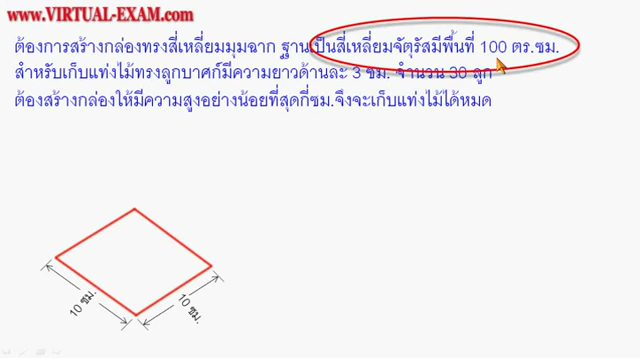 www.VIRTUAL-EXAM.com
ต้องการสร้างกล่องทรงสี่เหลี่ยมมุมฉาก ฐานเป็นสี่เหลี่ยมจัตุรัสมีพื้นที่ 100 ตร.ซม.
สำหรับเก็บแท่งไม้ทรงลูกบาศก์มีความยาวด้านละ 3 ซม. จำนวน 30 ลูก
ต้องสร้างกล่องให้มีความสูงอย่างน้อยที่สุดกี่ซม.จึงจะเก็บแท่งไม้ได้หมด
10 ซม.
10 ซม.